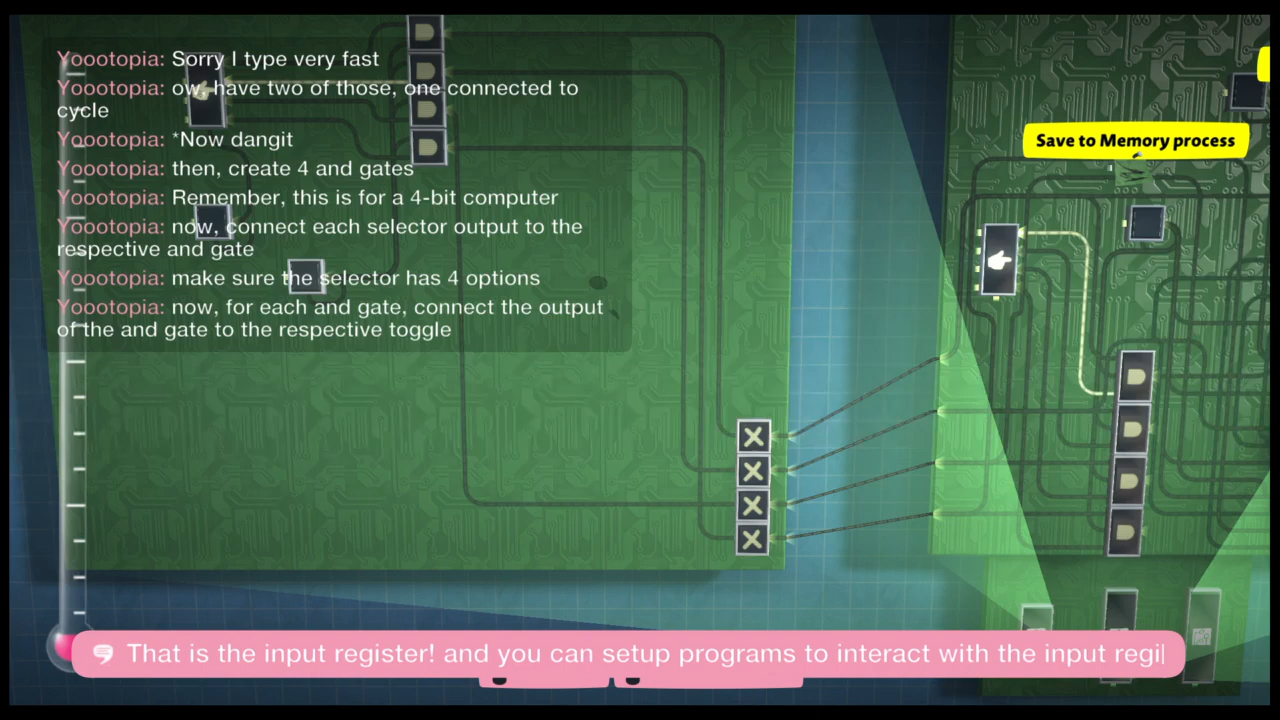 Yoootopia: Sorry I type very fast
Yoootopia: ow, have two of those, one connected to
cycle
Yoootopia: *Now dangit
Yoootopia: then, create 4 and gates
Yoootopia: Remember, this is for a 4-bit computer
Yoootopia: now, connect each selector output to the
respective and gate
Yoootopia: make sure the selector has 4 options
Yoootopia: now, for each and gate, connect the output
of the and gate to the respective toggle
Save to Memory process
That is the input register! and you can setup programs to interact with the input regi